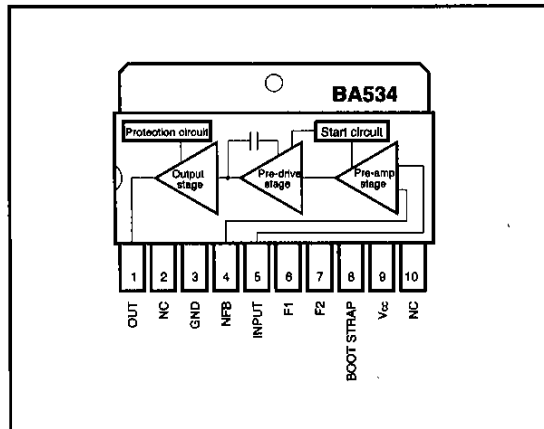 BA534
Protection circuit
Start circuit
Output
stage
Pre-drive
stage
Pre-amp
stage
1 2 3 4 5 6 7 8 9 10
OUT
NC
GND
NFB
INPUT
F1
F2
BOOT STRAP
Vcc
NC